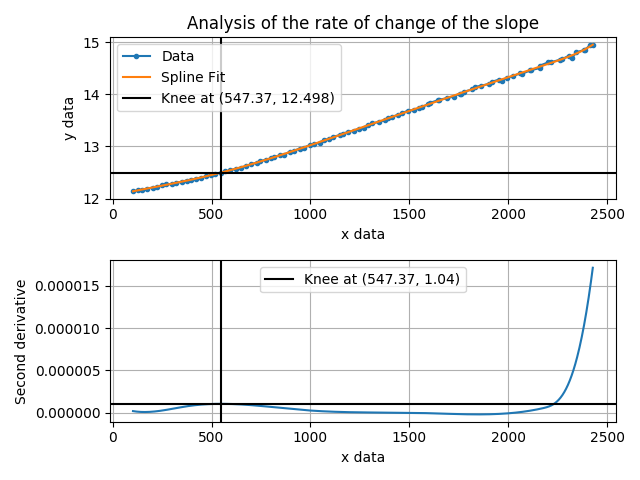 Analysis of the rate of change of the slope
15
14
13
12
y data
Data
Spline Fit
Knee at (547.37, 12.498)
0
500
1000
1500
2000
2500
x data
0.000015
0.000010
0.000005
0.000000
Second derivative
Knee at (547.37, 1.04)
0
500
1000
1500
2000
2500
x data